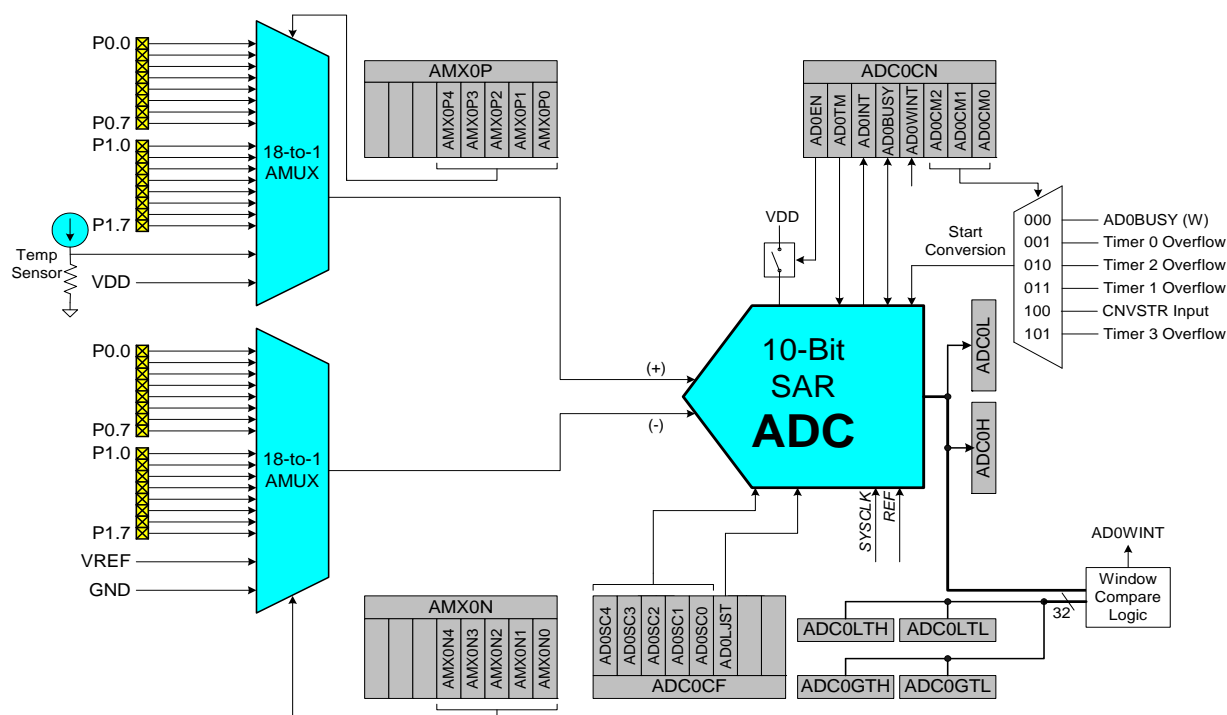 P0.0
P0.7
P1.0
P1.7
18-to-1
AMUX
Temp
Sensor
VDD
AMX0P
AMX0P4
AMX0P3
AMX0P2
AMX0P1
AMX0P0
ADC0CN
AD0EN
AD0TM
AD0INT
AD0BUSY
AD0WINT
AD0CM2
AD0CM1
AD0CM0
VDD
Start
Conversion
000 AD0BUSY (W)
001 Timer 0 Overflow
010 Timer 2 Overflow
011 Timer 1 Overflow
100 CNVSTR Input
101 Timer 3 Overflow
P0.0
P0.7
P1.0
P1.7
18-to-1
AMUX
VREF
GND
(+)
(-)
10-Bit
SAR
ADC
ADC0L
ADC0H
SYSCLK
REF
AMX0N
AMX0N4
AMX0N3
AMX0N2
AMX0N1
AMX0N0
AD0SC4
AD0SC3
AD0SC2
AD0SC1
AD0SC0
AD0LJST
ADC0CF
AD0WINT
Window
Compare
Logic
32
ADC0LTH
ADC0LTL
ADC0GTH
ADC0GTL